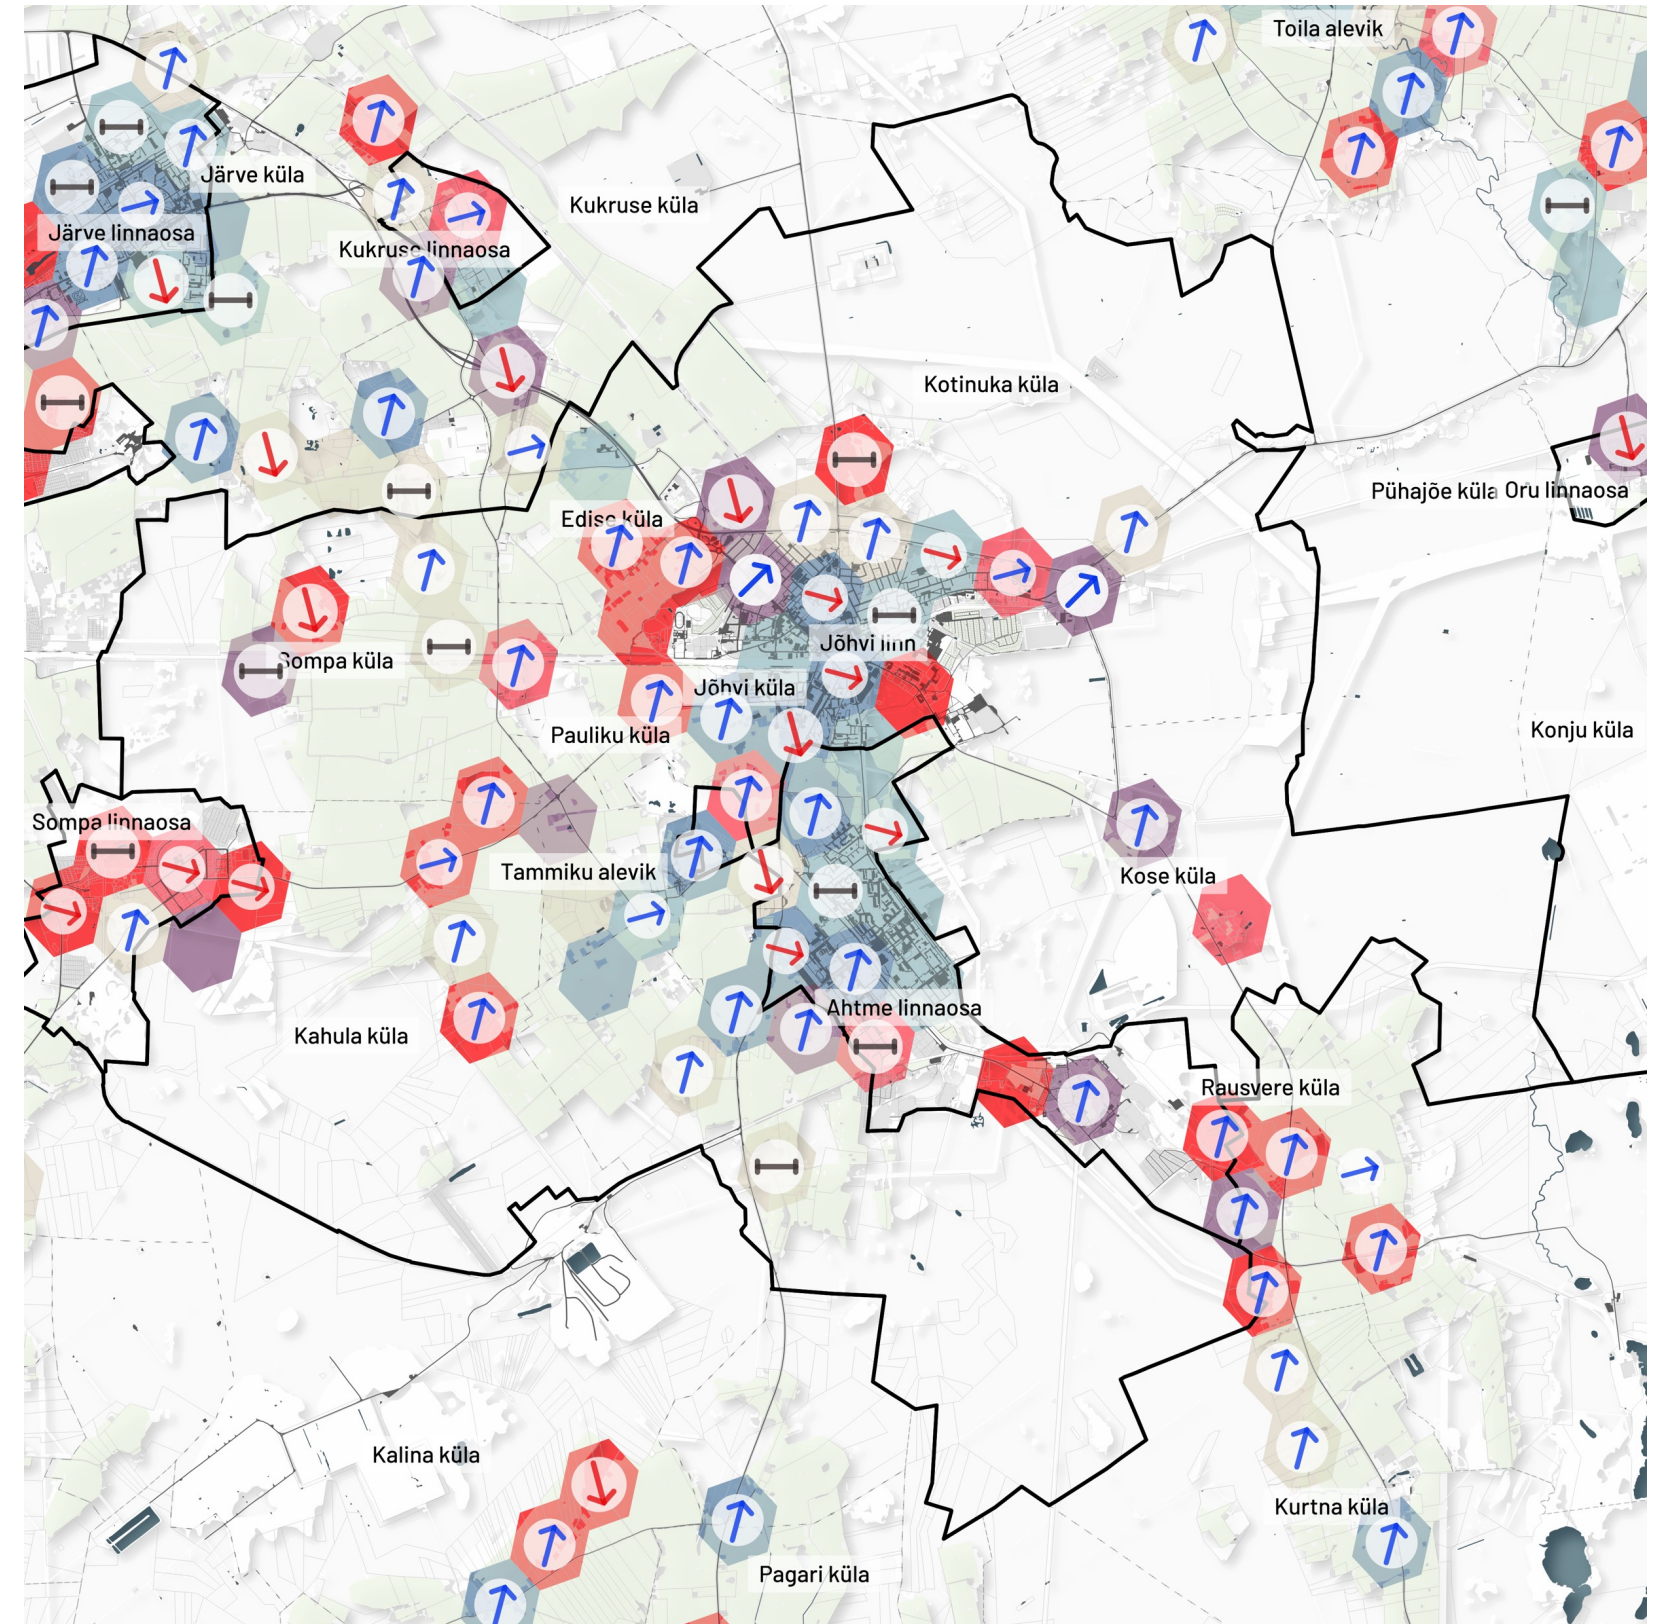 Toila alevik
Järve küla
Kukruse küla
Järve linnaosa
Kukruse linnaosa
Kotinuka küla
Pühajõe küla
Oru linnaosa
Edise küla
Jõhvi linn
Sompa küla
Jõhvi küla
Pauliku küla
Konju küla
Sompa linnaosa
Tammiku alevik
Kose küla
Ahtme linnaosa
Kahula küla
Rausvere küla
Kalina küla
Kurtna küla
Pagari küla